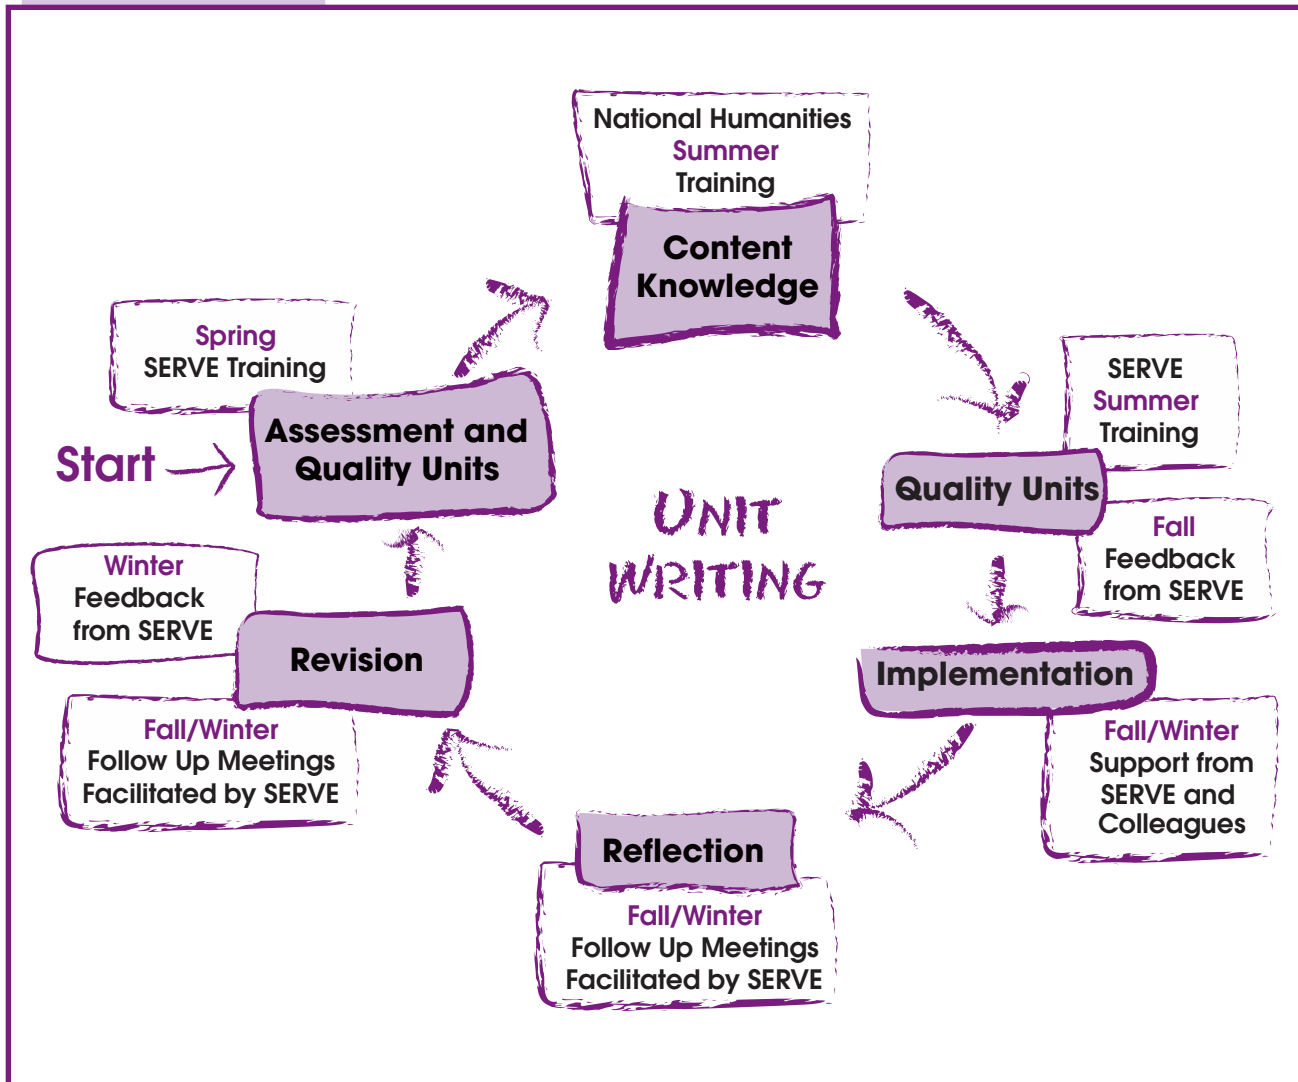 National Humanities
Summer
Training
Content
Knowledge
Spring
SERVE Training
Start
Assessment and
Quality Units
SERVE
Summer
Training
Quality Units
Fall
Feedback
from SERVE
UNIT
WRITING
Implementation
Fall/Winter
Support from
SERVE and
Colleagues
Reflection
Fall/Winter
Follow Up Meetings
Facilitated by SERVE
Winter
Feedback
from SERVE
Revision
Fall/Winter
Follow Up Meetings
Facilitated by SERVE